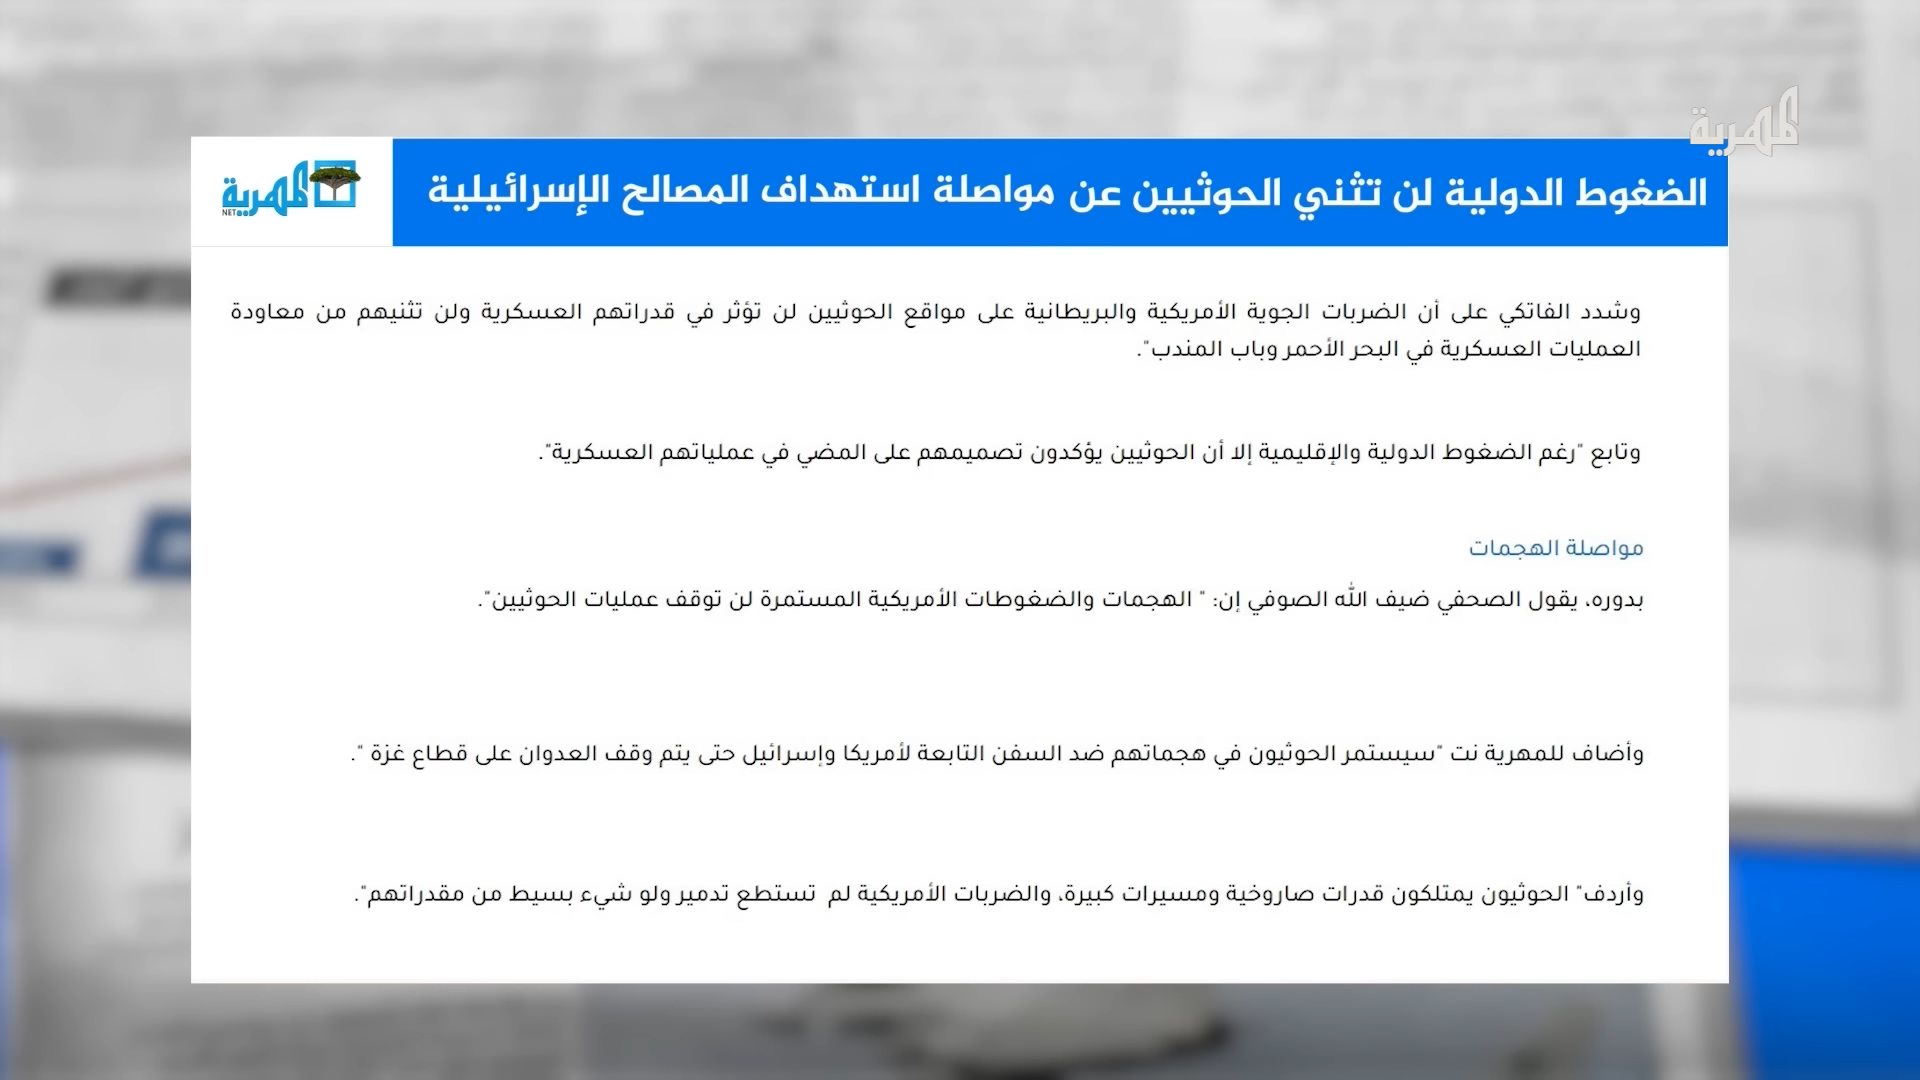 المهرية
المهرية
NET
الضغوط الدولية لن تثني الحوثيين عن مواصلة استهداف المصالح الإسرائيلية
وشدد الفاتكي على أن الضربات الجوية الأمريكية والبريطانية على مواقع الحوثيين لن تؤثر في قدراتهم العسكرية ولن تثنيهم من معاودة
العمليات العسكرية في البحر الأحمر وباب المندب".
وتابع "رغم الضغوط الدولية والإقليمية إلا أن الحوثيين يؤكدون تصميمهم على المضي في عملياتهم العسكرية".
مواصلة الهجمات
بدوره، يقول الصحفي ضيف الله الصوفي إن: " الهجمات والضغوطات الأمريكية المستمرة لن توقف عمليات الحوثيين".
وأضاف للمهرية نت "سيستمر الحوثيون في هجماتهم ضد السفن التابعة لأمريكا وإسرائيل حتى يتم وقف العدوان على قطاع غزة ".
وأردف" الحوثيون يمتلكون قدرات صاروخية ومسيرات كبيرة، والضربات الأمريكية لم تستطع تدمير ولو شيء بسيط من مقدراتهم".